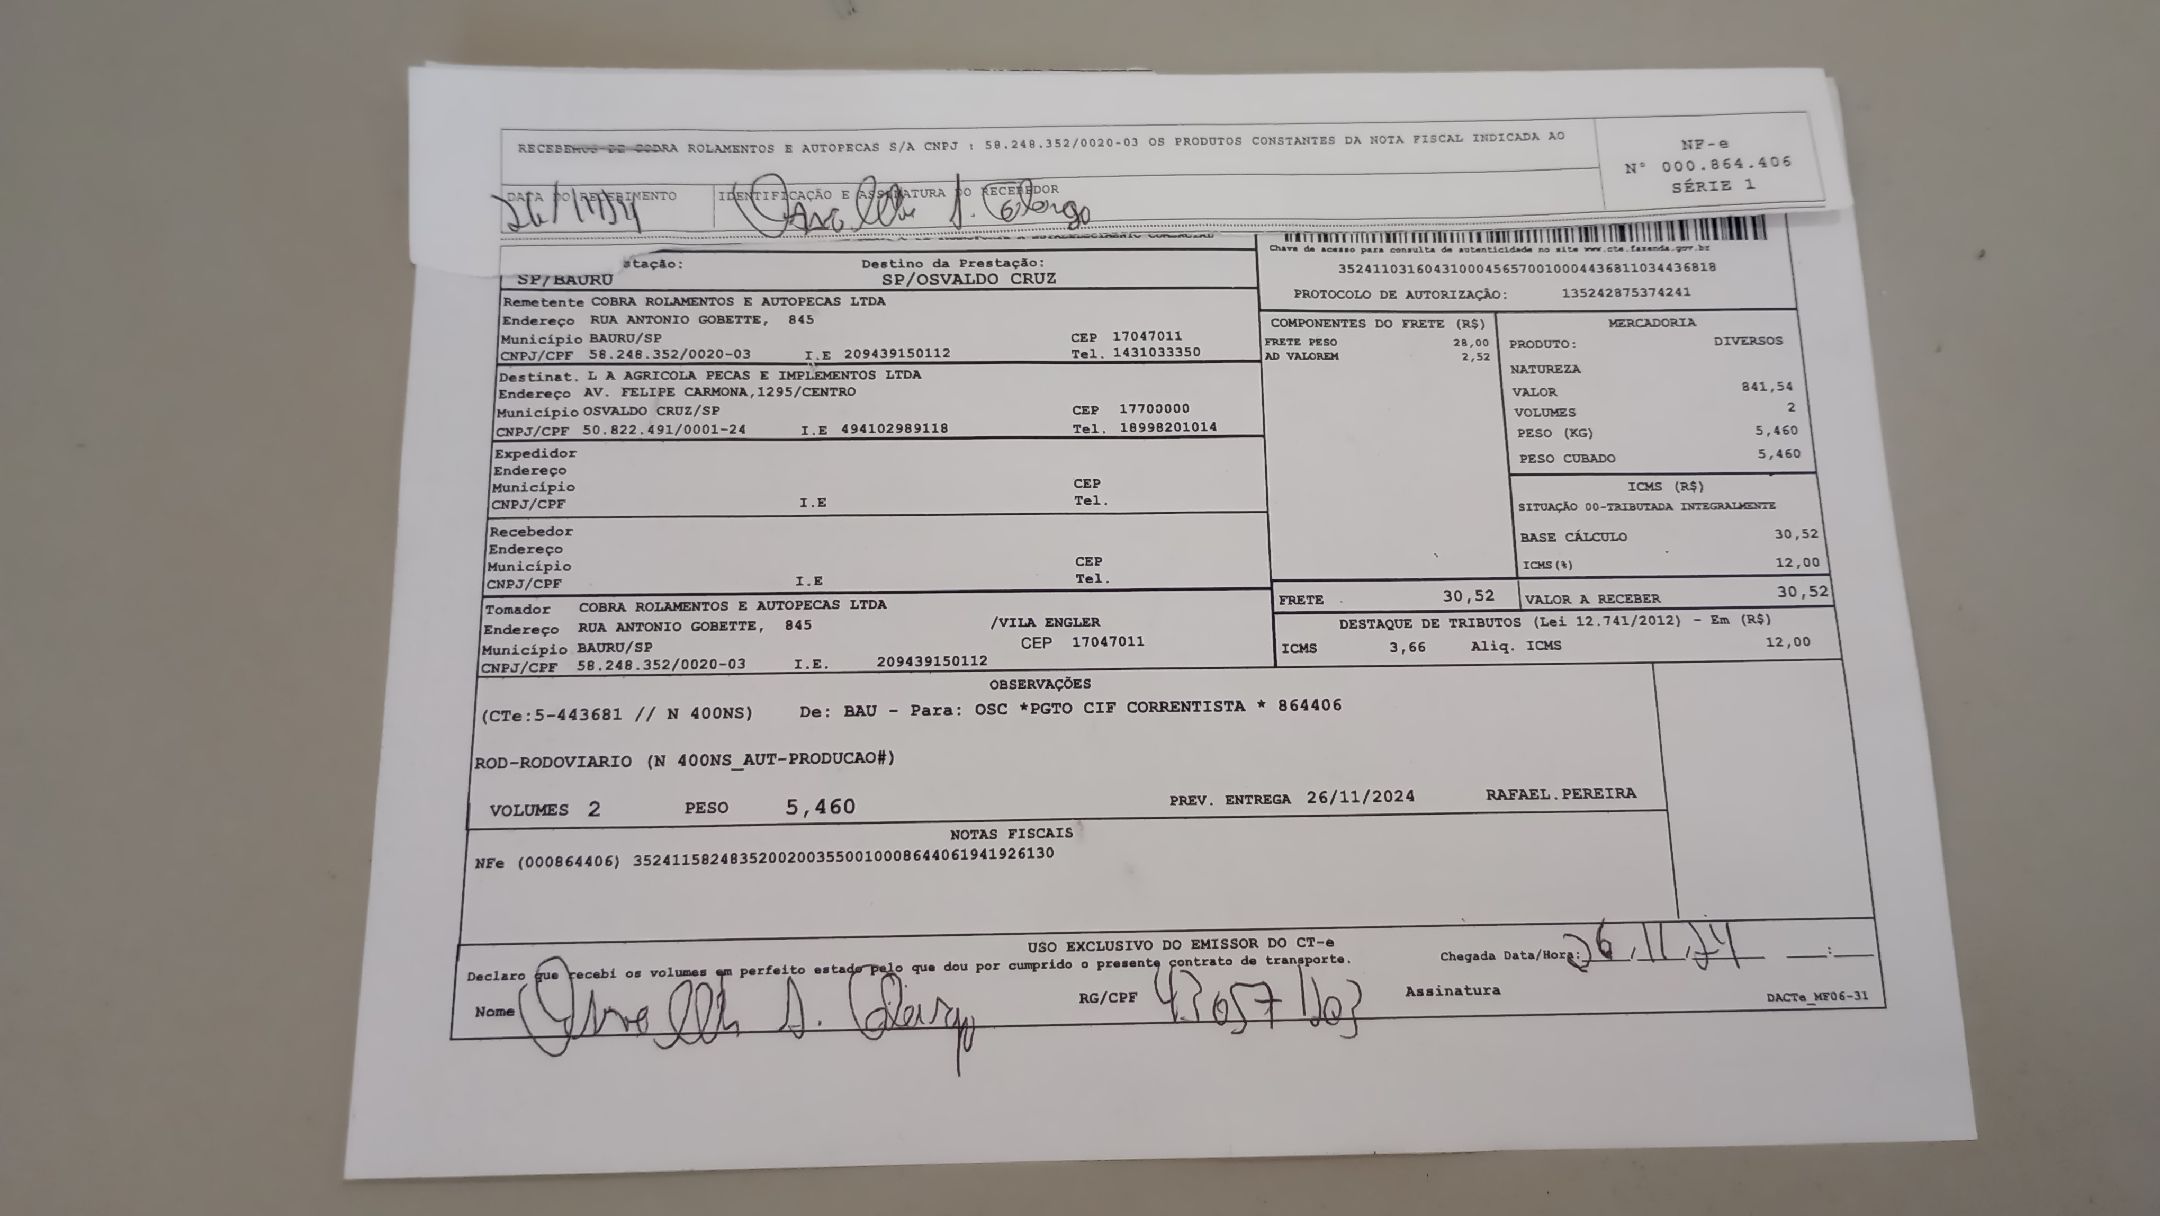 RECEBEMOS DE COBRA ROLAMENTOS E AUTOPECAS S/A CNPJ : 58.248.352/0020-03 OS PRODUTOS CONSTANTES DA NOTA FISCAL INDICADA AO
NF-e
N° 000.864.406
SÉRIE 1
DATA DO RECEBIMENTO IDENTIFICAÇÃO E ASSINATURA DO RECEBEDOR
26/11/24
Chave de acesso para consulta de autenticidade no site www.cte.fazenda.gov.br
35241103160431000456570010004436811034436818
PROTOCOLO DE AUTORIZAÇÃO: 135242875374241
stação: Destino da Prestação:
SP/BAURU SP/OSVALDO CRUZ
Remetente COBRA ROLAMENTOS E AUTOPECAS LTDA
Endereço RUA ANTONIO GOBETTE, 845
Município BAURU/SP CEP 17047011
CNPJ/CPF 58.248.352/0020-03 I.E 209439150112 Tel. 1431033350
Destinat. L A AGRICOLA PECAS E IMPLEMENTOS LTDA
Endereço AV. FELIPE CARMONA,1295/CENTRO
Município OSVALDO CRUZ/SP CEP 17700000
CNPJ/CPF 50.822.491/0001-24 I.E 494102989118 Tel. 18998201014
Expedidor
Endereço
Município CEP
CNPJ/CPF I.E Tel.
Recebedor
Endereço
Município CEP
CNPJ/CPF I.E Tel.
Tomador COBRA ROLAMENTOS E AUTOPECAS LTDA
Endereço RUA ANTONIO GOBETTE, 845 /VILA ENGLER
Município BAURU/SP CEP 17047011
CNPJ/CPF 58.248.352/0020-03 I.E. 209439150112
COMPONENTES DO FRETE (R$)
FRETE PESO 28,00
AD VALOREM 2,52
MERCADORIA
PRODUTO: DIVERSOS
NATUREZA
VALOR 841,54
VOLUMES 2
PESO (KG) 5,460
PESO CUBADO 5,460
ICMS (R$)
SITUAÇÃO 00-TRIBUTADA INTEGRALMENTE
BASE CÁLCULO 30,52
ICMS(%) 12,00
FRETE 30,52 VALOR A RECEBER 30,52
DESTAQUE DE TRIBUTOS (Lei 12.741/2012) - Em (R$)
ICMS 3,66 Aliq. ICMS 12,00
OBSERVAÇÕES
(CTe:5-443681 // N 400NS) De: BAU - Para: OSC *PGTO CIF CORRENTISTA * 864406
ROD-RODOVIARIO (N 400NS_AUT-PRODUCAO#)
VOLUMES 2 PESO 5,460 PREV. ENTREGA 26/11/2024 RAFAEL.PEREIRA
NOTAS FISCAIS
NFe (000864406) 35241158248352002003550010008644061941926130
USO EXCLUSIVO DO EMISSOR DO CT-e
Declaro que recebi os volumes em perfeito estado pelo que dou por cumprido o presente contrato de transporte.
Chegada Data/Hora: 26/11/24 __:__
Nome RG/CPF Assinatura
DACTe_MF06-31